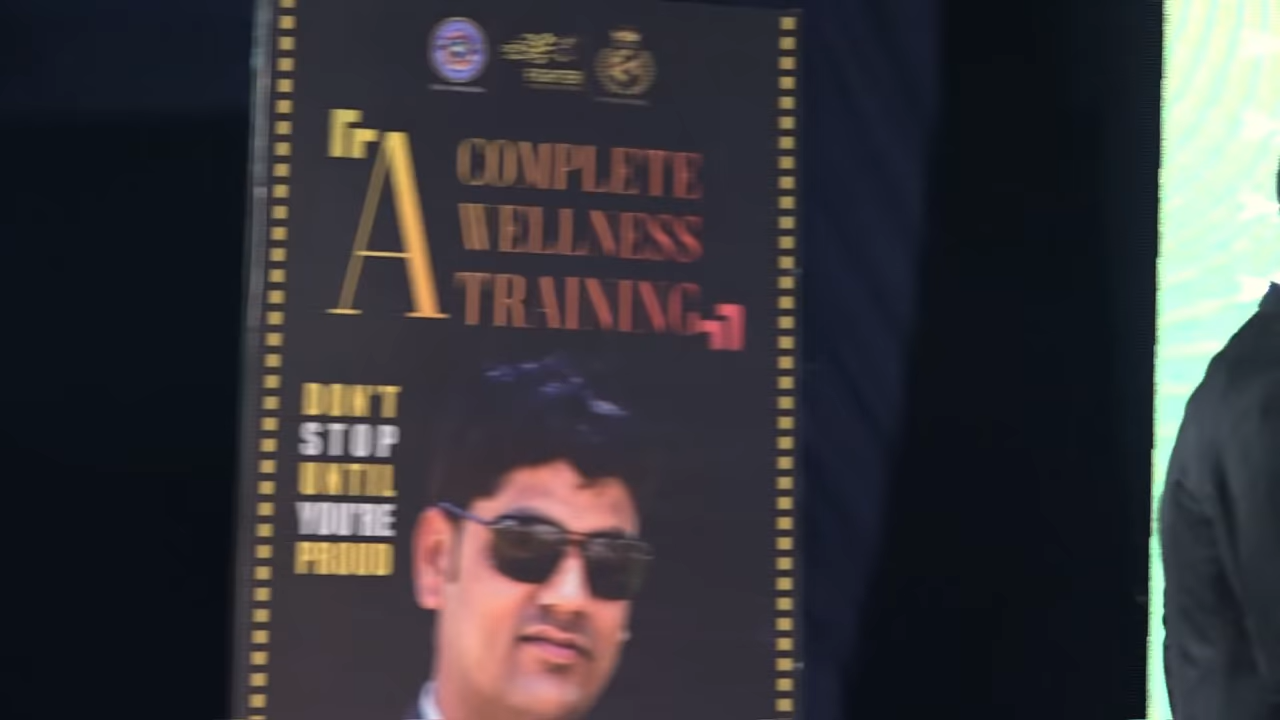 A COMPLETE
WELLNESS
TRAINING
DON'T
STOP
UNTIL
YOU'RE
PROUD